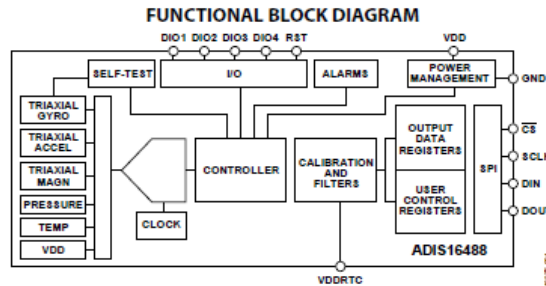 FUNCTIONAL BLOCK DIAGRAM
DIO1 DIO2 DIO3 DIO4 RST VDD
SELF-TEST
I/O
ALARMS
POWER
MANAGEMENT
GND
TRIAXIAL
GYRO
TRIAXIAL
ACCEL
TRIAXIAL
MAGN
PRESSURE
TEMP
VDD
CLOCK
CONTROLLER
CALIBRATION
AND
FILTERS
OUTPUT
DATA
REGISTERS
USER
CONTROL
REGISTERS
SPI
CS
SCL
DIN
DOU
ADIS16488
VDDRTC